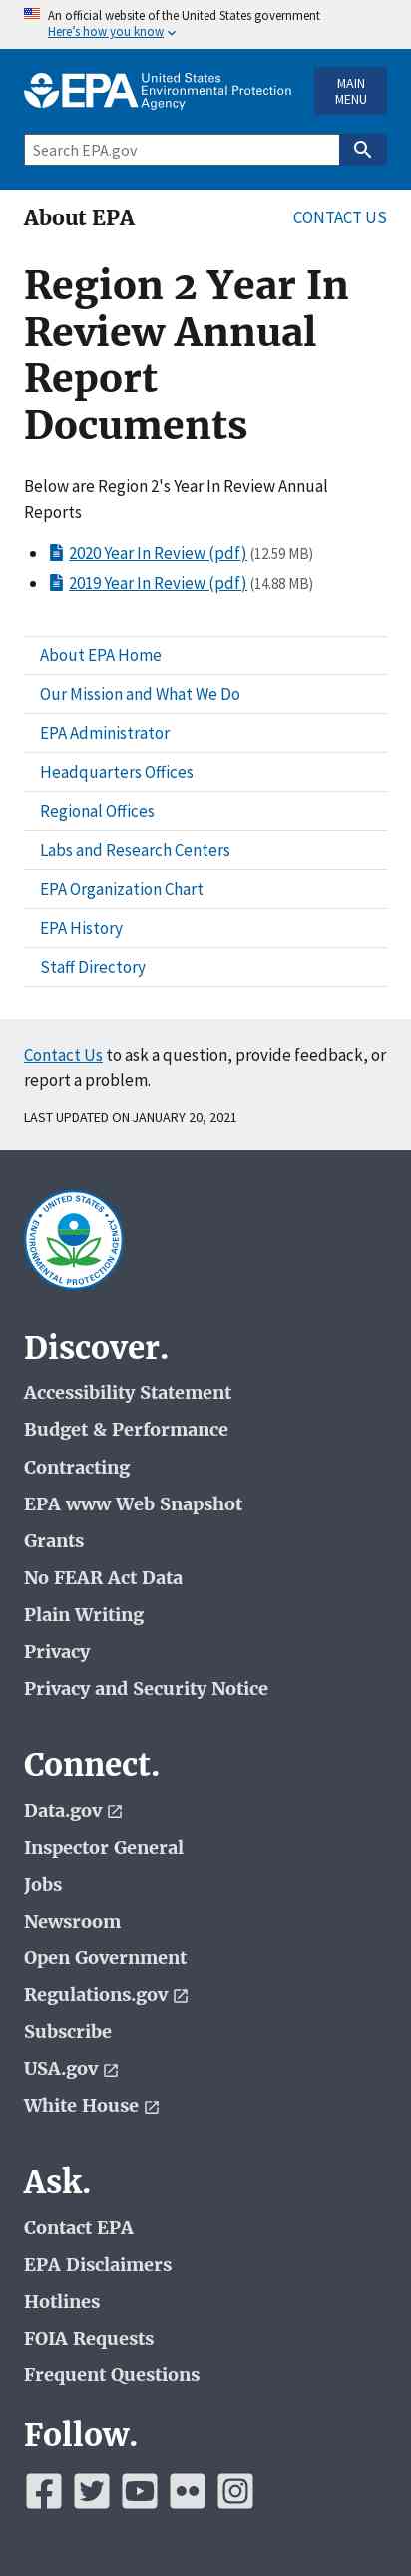 An official website of the United States government
Here's how you know
EPA United States
Environmental Protection
Agency
MAIN
MENU
Search EPA.gov
About EPA
CONTACT US
Region 2 Year In
Review Annual
Report
Documents
Below are Region 2's Year In Review Annual
Reports
2020 Year In Review (pdf) (12.59 MB)
2019 Year In Review (pdf) (14.88 MB)
About EPA Home
Our Mission and What We Do
EPA Administrator
Headquarters Offices
Regional Offices
Labs and Research Centers
EPA Organization Chart
EPA History
Staff Directory
Contact Us to ask a question, provide feedback, or
report a problem.
LAST UPDATED ON JANUARY 20, 2021
UNITED STATES
ENVIRONMENTAL PROTECTION AGENCY
Discover.
Accessibility Statement
Budget & Performance
Contracting
EPA www Web Snapshot
Grants
No FEAR Act Data
Plain Writing
Privacy
Privacy and Security Notice
Connect.
Data.gov
Inspector General
Jobs
Newsroom
Open Government
Regulations.gov
Subscribe
USA.gov
White House
Ask.
Contact EPA
EPA Disclaimers
Hotlines
FOIA Requests
Frequent Questions
Follow.